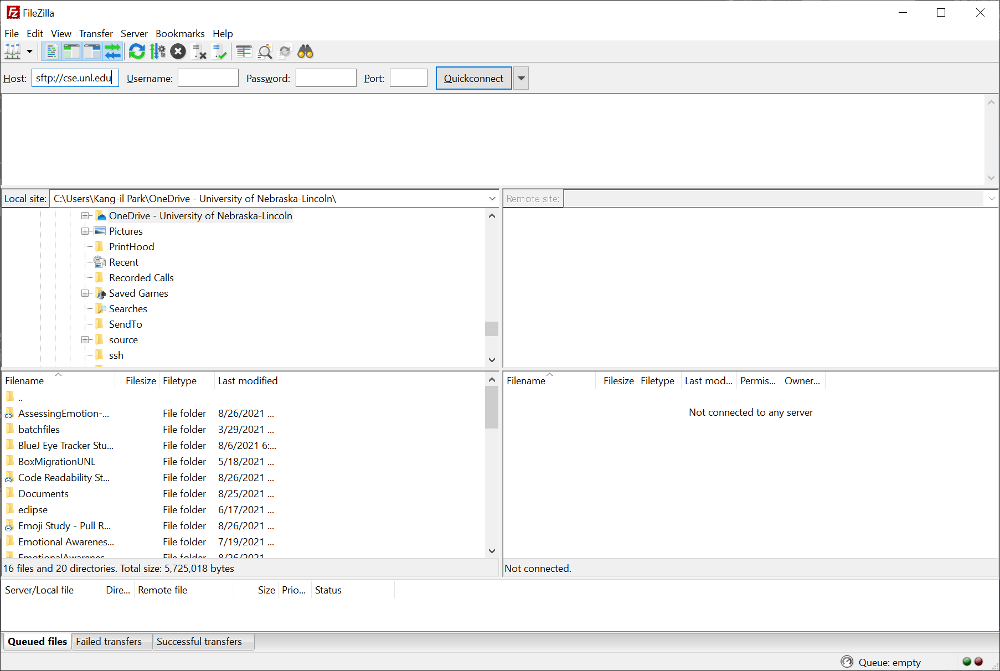 FileZilla
File Edit View Transfer Server Bookmarks Help
Host: sftp://cse.unl.edu Username: Password: Port: Quickconnect
Local site: C:\Users\Kang-il Park\OneDrive - University of Nebraska-Lincoln\
Remote site:
OneDrive - University of Nebraska-Lincoln
Pictures
PrintHood
Recent
Recorded Calls
Saved Games
Searches
SendTo
source
ssh
Filename Filesize Filetype Last modified
..
AssessingEmotion-... File folder 8/26/2021 ...
batchfiles File folder 3/29/2021 ...
BlueJ Eye Tracker Stu... File folder 8/6/2021 6:...
BoxMigrationUNL File folder 5/18/2021 ...
Code Readability St... File folder 8/26/2021 ...
Documents File folder 8/25/2021 ...
eclipse File folder 6/17/2021 ...
Emoji Study - Pull R... File folder 8/26/2021 ...
Emotional Awarenes... File folder 7/19/2021 ...
EmotionalAwarenes... File folder 8/26/2021 ...
16 files and 20 directories. Total size: 5,725,018 bytes
Filename Filesize Filetype Last mod... Permis... Owner...
Not connected to any server
Not connected.
Server/Local file Dire... Remote file Size Prio... Status
Queued files Failed transfers Successful transfers
Queue: empty